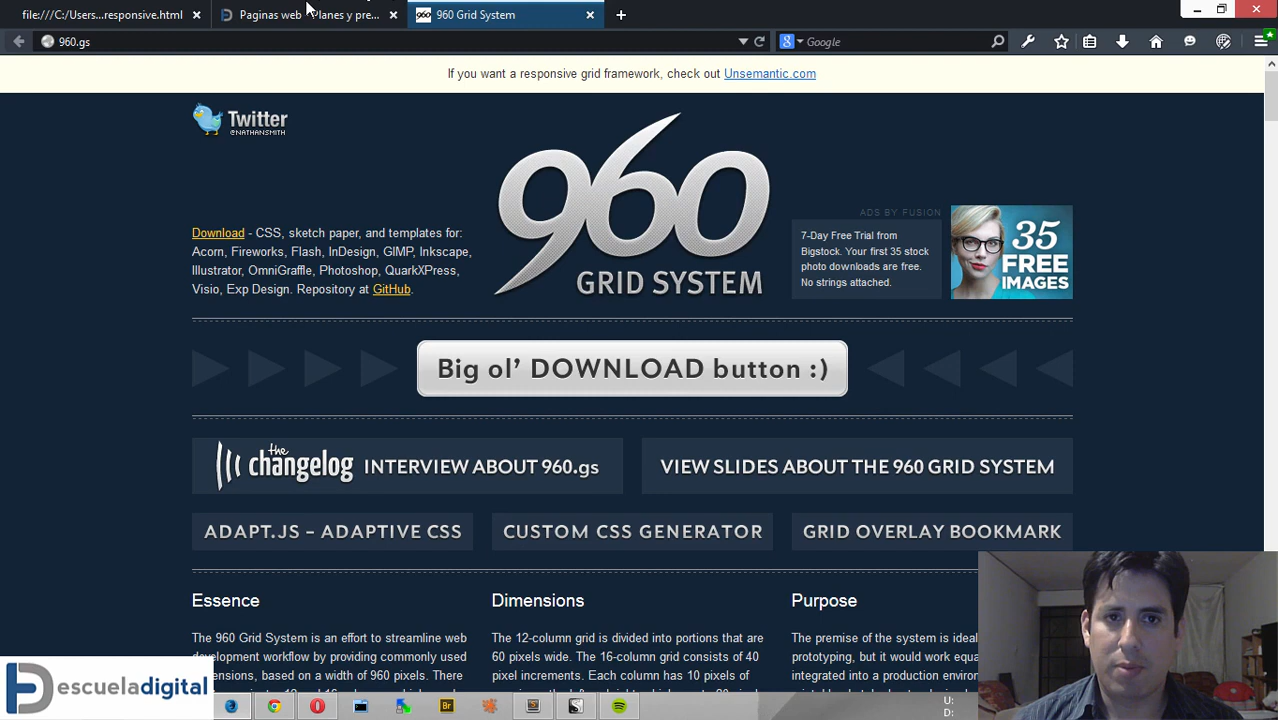 file:///C:/Users...responsive.html
Paginas web - Planes y pre...
960 Grid System
960.gs
Google
If you want a responsive grid framework, check out Unsemantic.com
Twitter
@NATHANSMITH
960
GRID SYSTEM
ADS BY FUSION
7-Day Free Trial from
Bigstock. Your first 35 stock
photo downloads are free.
No strings attached.
35
FREE
IMAGES
Download - CSS, sketch paper, and templates for:
Acorn, Fireworks, Flash, InDesign, GIMP, Inkscape,
Illustrator, OmniGraffle, Photoshop, QuarkXPress,
Visio, Exp Design. Repository at GitHub.
Big ol’ DOWNLOAD button :)
the changelog INTERVIEW ABOUT 960.gs
VIEW SLIDES ABOUT THE 960 GRID SYSTEM
ADAPT.JS – ADAPTIVE CSS
CUSTOM CSS GENERATOR
GRID OVERLAY BOOKMARK
Essence
The 960 Grid System is an effort to streamline web
development workflow by providing commonly used
dimensions, based on a width of 960 pixels. There
Dimensions
The 12-column grid is divided into portions that are
60 pixels wide. The 16-column grid consists of 40
pixel increments. Each column has 10 pixels of
Purpose
The premise of the system is ideal
prototyping, but it would work equa
integrated into a production environ
escueladigital
Br
U:
D: